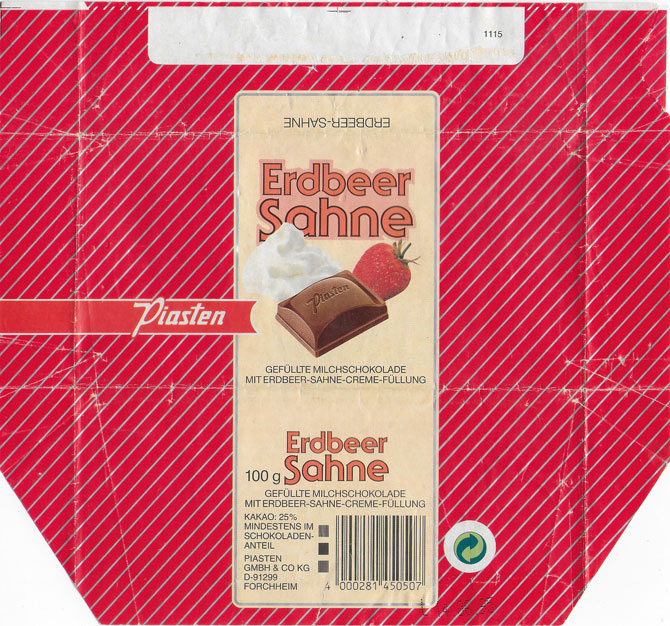 1115
ERDBEER-SAHNE
Erdbeer
Sahne
Piasten
Piasten
GEFÜLLTE MILCHSCHOKOLADE
MIT ERDBEER-SAHNE-CREME-FÜLLUNG
Erdbeer
100 g Sahne
GEFÜLLTE MILCHSCHOKOLADE
MIT ERDBEER-SAHNE-CREME-FÜLLUNG
KAKAO: 25%
MINDESTENS IM
SCHOKOLADEN-
ANTEIL
PIASTEN
GMBH & CO KG
D-91299
FORCHHEIM
4 000281 450507